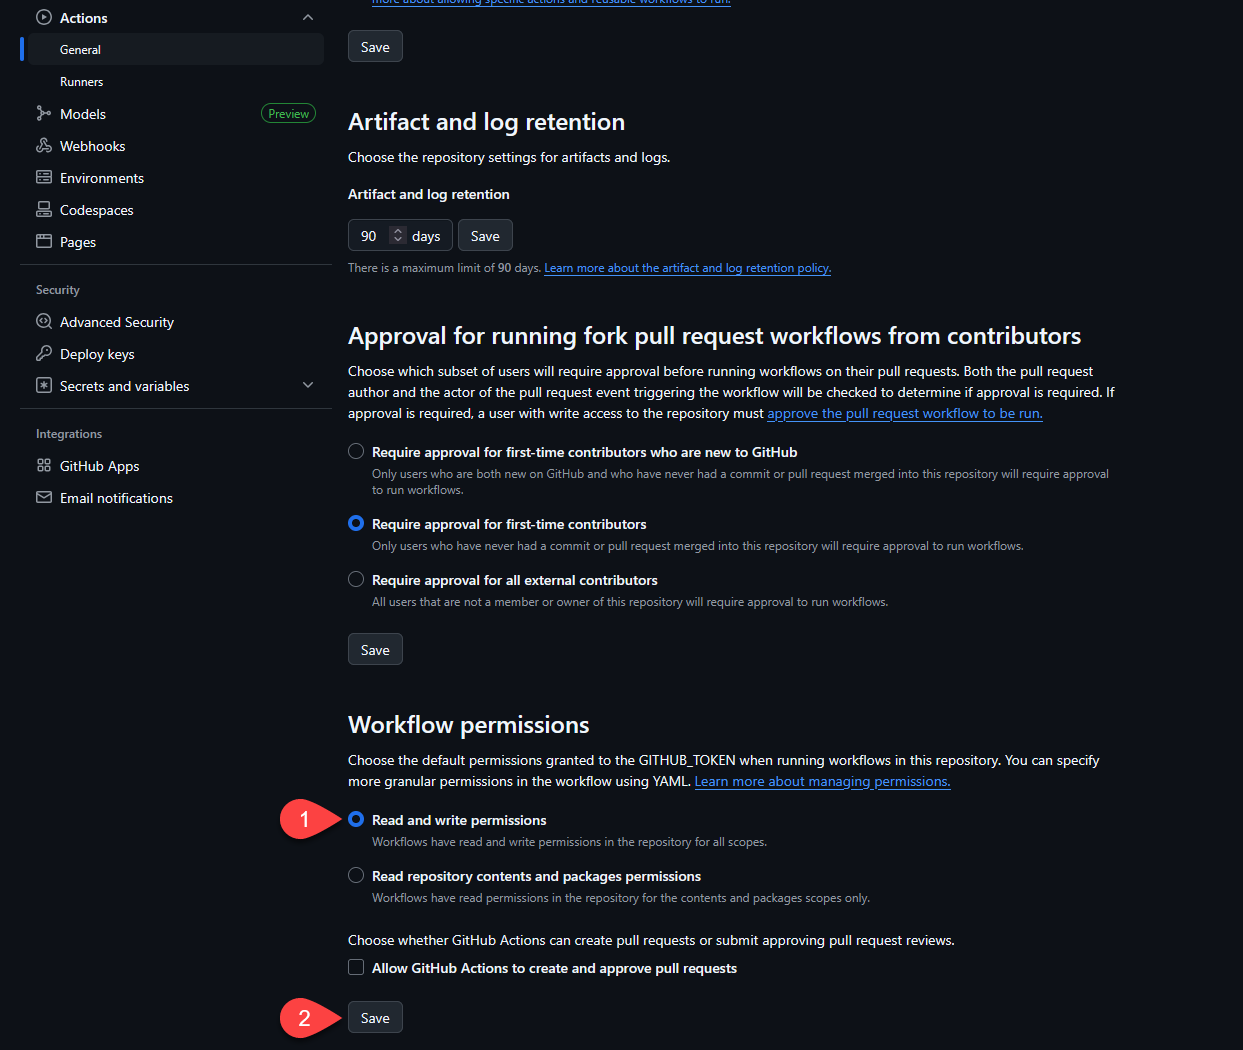 more about allowing specific actions and reusable workflows to run.
Actions
General
Runners
Models
Preview
Webhooks
Environments
Codespaces
Pages
Security
Advanced Security
Deploy keys
Secrets and variables
Integrations
GitHub Apps
Email notifications
Save
Artifact and log retention
Choose the repository settings for artifacts and logs.
Artifact and log retention
90 days Save
There is a maximum limit of 90 days. Learn more about the artifact and log retention policy.
Approval for running fork pull request workflows from contributors
Choose which subset of users will require approval before running workflows on their pull requests. Both the pull request
author and the actor of the pull request event triggering the workflow will be checked to determine if approval is required. If
approval is required, a user with write access to the repository must approve the pull request workflow to be run.
Require approval for first-time contributors who are new to GitHub
Only users who are both new on GitHub and who have never had a commit or pull request merged into this repository will require approval
to run workflows.
Require approval for first-time contributors
Only users who have never had a commit or pull request merged into this repository will require approval to run workflows.
Require approval for all external contributors
All users that are not a member or owner of this repository will require approval to run workflows.
Save
Workflow permissions
Choose the default permissions granted to the GITHUB_TOKEN when running workflows in this repository. You can specify
more granular permissions in the workflow using YAML. Learn more about managing permissions.
1
Read and write permissions
Workflows have read and write permissions in the repository for all scopes.
Read repository contents and packages permissions
Workflows have read permissions in the repository for the contents and packages scopes only.
Choose whether GitHub Actions can create pull requests or submit approving pull request reviews.
Allow GitHub Actions to create and approve pull requests
2
Save